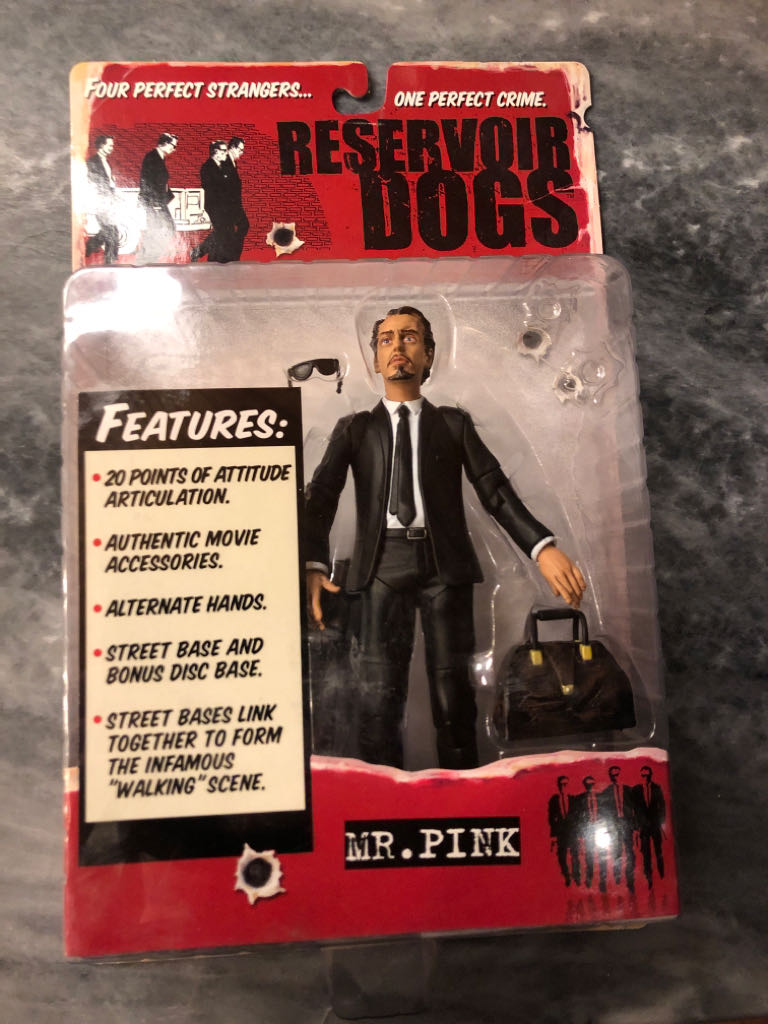 FOUR PERFECT STRANGERS...
ONE PERFECT CRIME.
RESERVOIR
DOGS™
FEATURES:
• 20 POINTS OF ATTITUDE
ARTICULATION.
• AUTHENTIC MOVIE
ACCESSORIES.
• ALTERNATE HANDS.
• STREET BASE AND
BONUS DISC BASE.
• STREET BASES LINK
TOGETHER TO FORM
THE INFAMOUS
"WALKING" SCENE.
MR.PINK